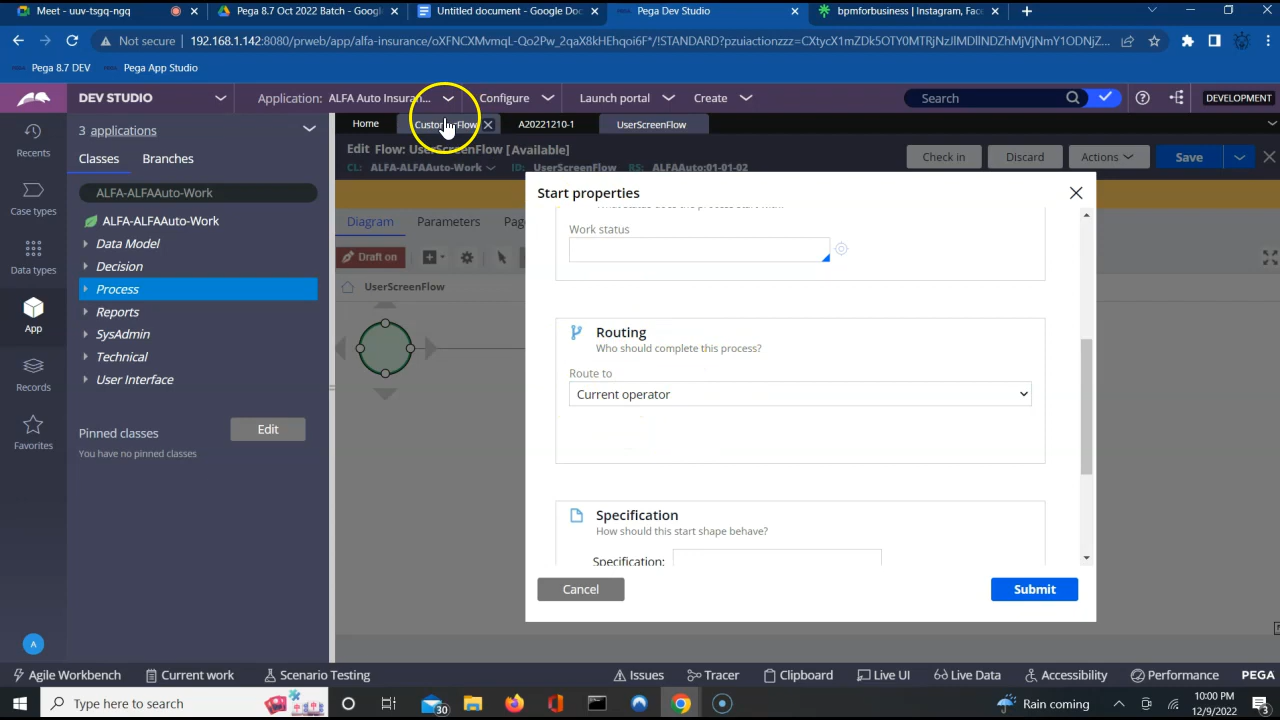 Meet - uuv-tsgq-nqq
Pega 8.7 Oct 2022 Batch - Googl
Untitled document - Google Doc
Pega Dev Studio
bpmforbusiness | Instagram, Fac
Not secure
192.168.1.142:8080/prweb/app/alfa-insurance/oXFNCXMvmqL-Qo2Pw_2qaX8kHEhqoi6F*/!STANDARD?pzuiactionzzz=CXtycX1mZDk5OTY0MTRjNzJlMDllNDZhMjVjNmY1ODNjZ...
Pega 8.7 DEV
Pega App Studio
DEV STUDIO
Application: ALFA Auto Insuran...
Configure
Launch portal
Create
Search
DEVELOPMENT
Recents
Case types
Data types
App
Records
Favorites
A
3 applications
Classes
Branches
ALFA-ALFAAuto-Work
ALFA-ALFAAuto-Work
Data Model
Decision
Process
Reports
SysAdmin
Technical
User Interface
Pinned classes
Edit
You have no pinned classes
Home
A20221210-1
UserScreenFlow
Edit Flow: UserScreenFlow [Available]
CL: ALFA-ALFAAuto-Work
ID: UserScreenFlow
RS: ALFAAuto:01-01-02
Check in
Discard
Actions
Save
Diagram
Parameters
Draft on
UserScreenFlow
Start properties
Work status
Routing
Who should complete this process?
Route to
Current operator
Specification
How should this start shape behave?
Specification:
Cancel
Submit
Agile Workbench
Current work
Scenario Testing
Issues
Tracer
Clipboard
Live UI
Live Data
Accessibility
Performance
PEGA
Type here to search
30
Rain coming
10:00 PM
12/9/2022
3